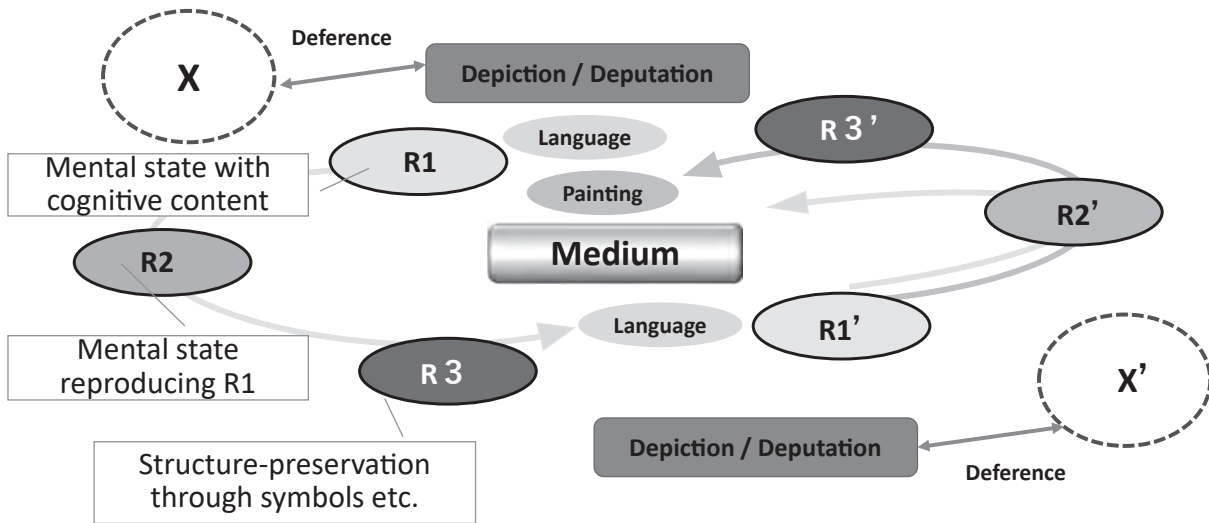 Deference
X
Depiction / Deputation
R 3 ’
Language
R1
Mental state with
cognitive content
Painting
R2’
R2
Medium
Language
R1’
Mental state
reproducing R1
R 3
X’
Depiction / Deputation
Deference
Structure-preservation
through symbols etc.